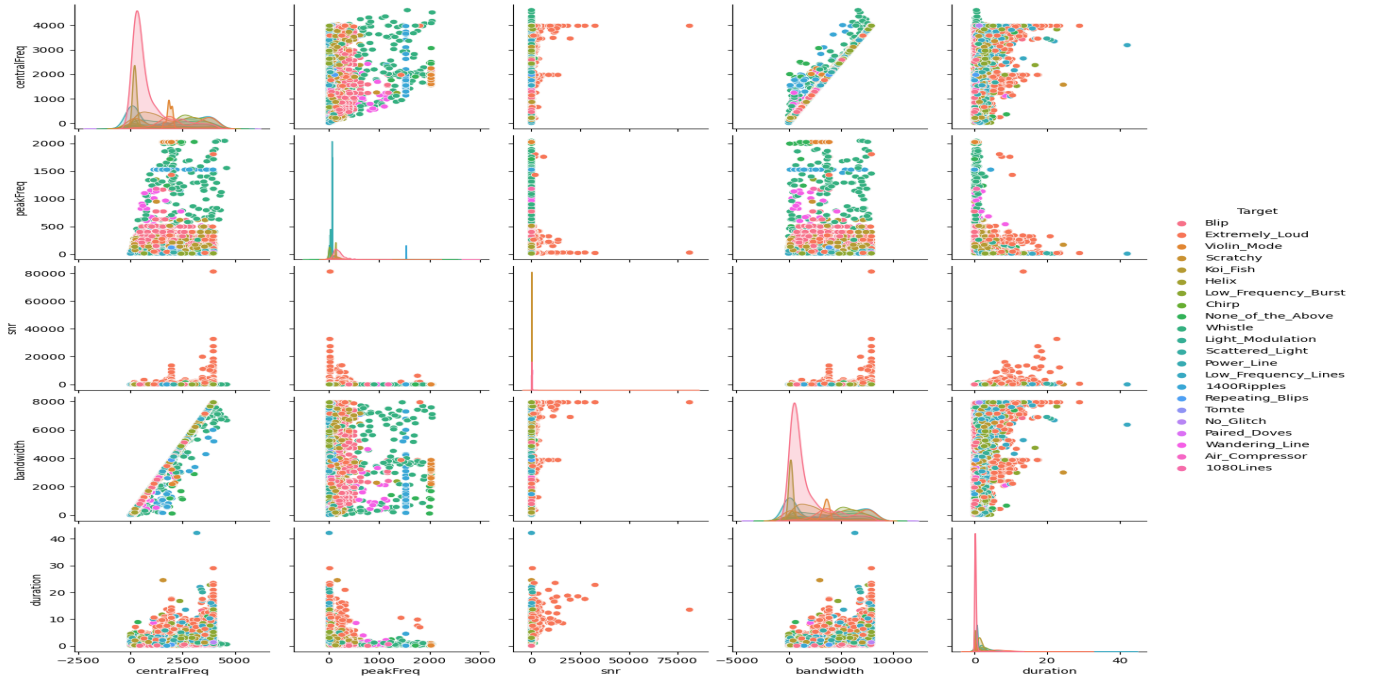 centralFreq
4000
3000
2000
1000
0
peakFreq
2000
1500
1000
500
0
snr
80000
60000
40000
20000
0
bandwidth
8000
6000
4000
2000
0
duration
40
30
20
10
0
−2500 0 2500 5000
centralFreq
0 1000 2000 3000
peakFreq
0 25000 50000 75000
snr
−5000 0 5000 10000
bandwidth
0 20 40
duration
Target
Blip
Extremely_Loud
Violin_Mode
Scratchy
Koi_Fish
Helix
Low_Frequency_Burst
Chirp
None_of_the_Above
Whistle
Light_Modulation
Scattered_Light
Power_Line
Low_Frequency_Lines
1400Ripples
Repeating_Blips
Tomte
No_Glitch
Paired_Doves
Wandering_Line
Air_Compressor
1080Lines